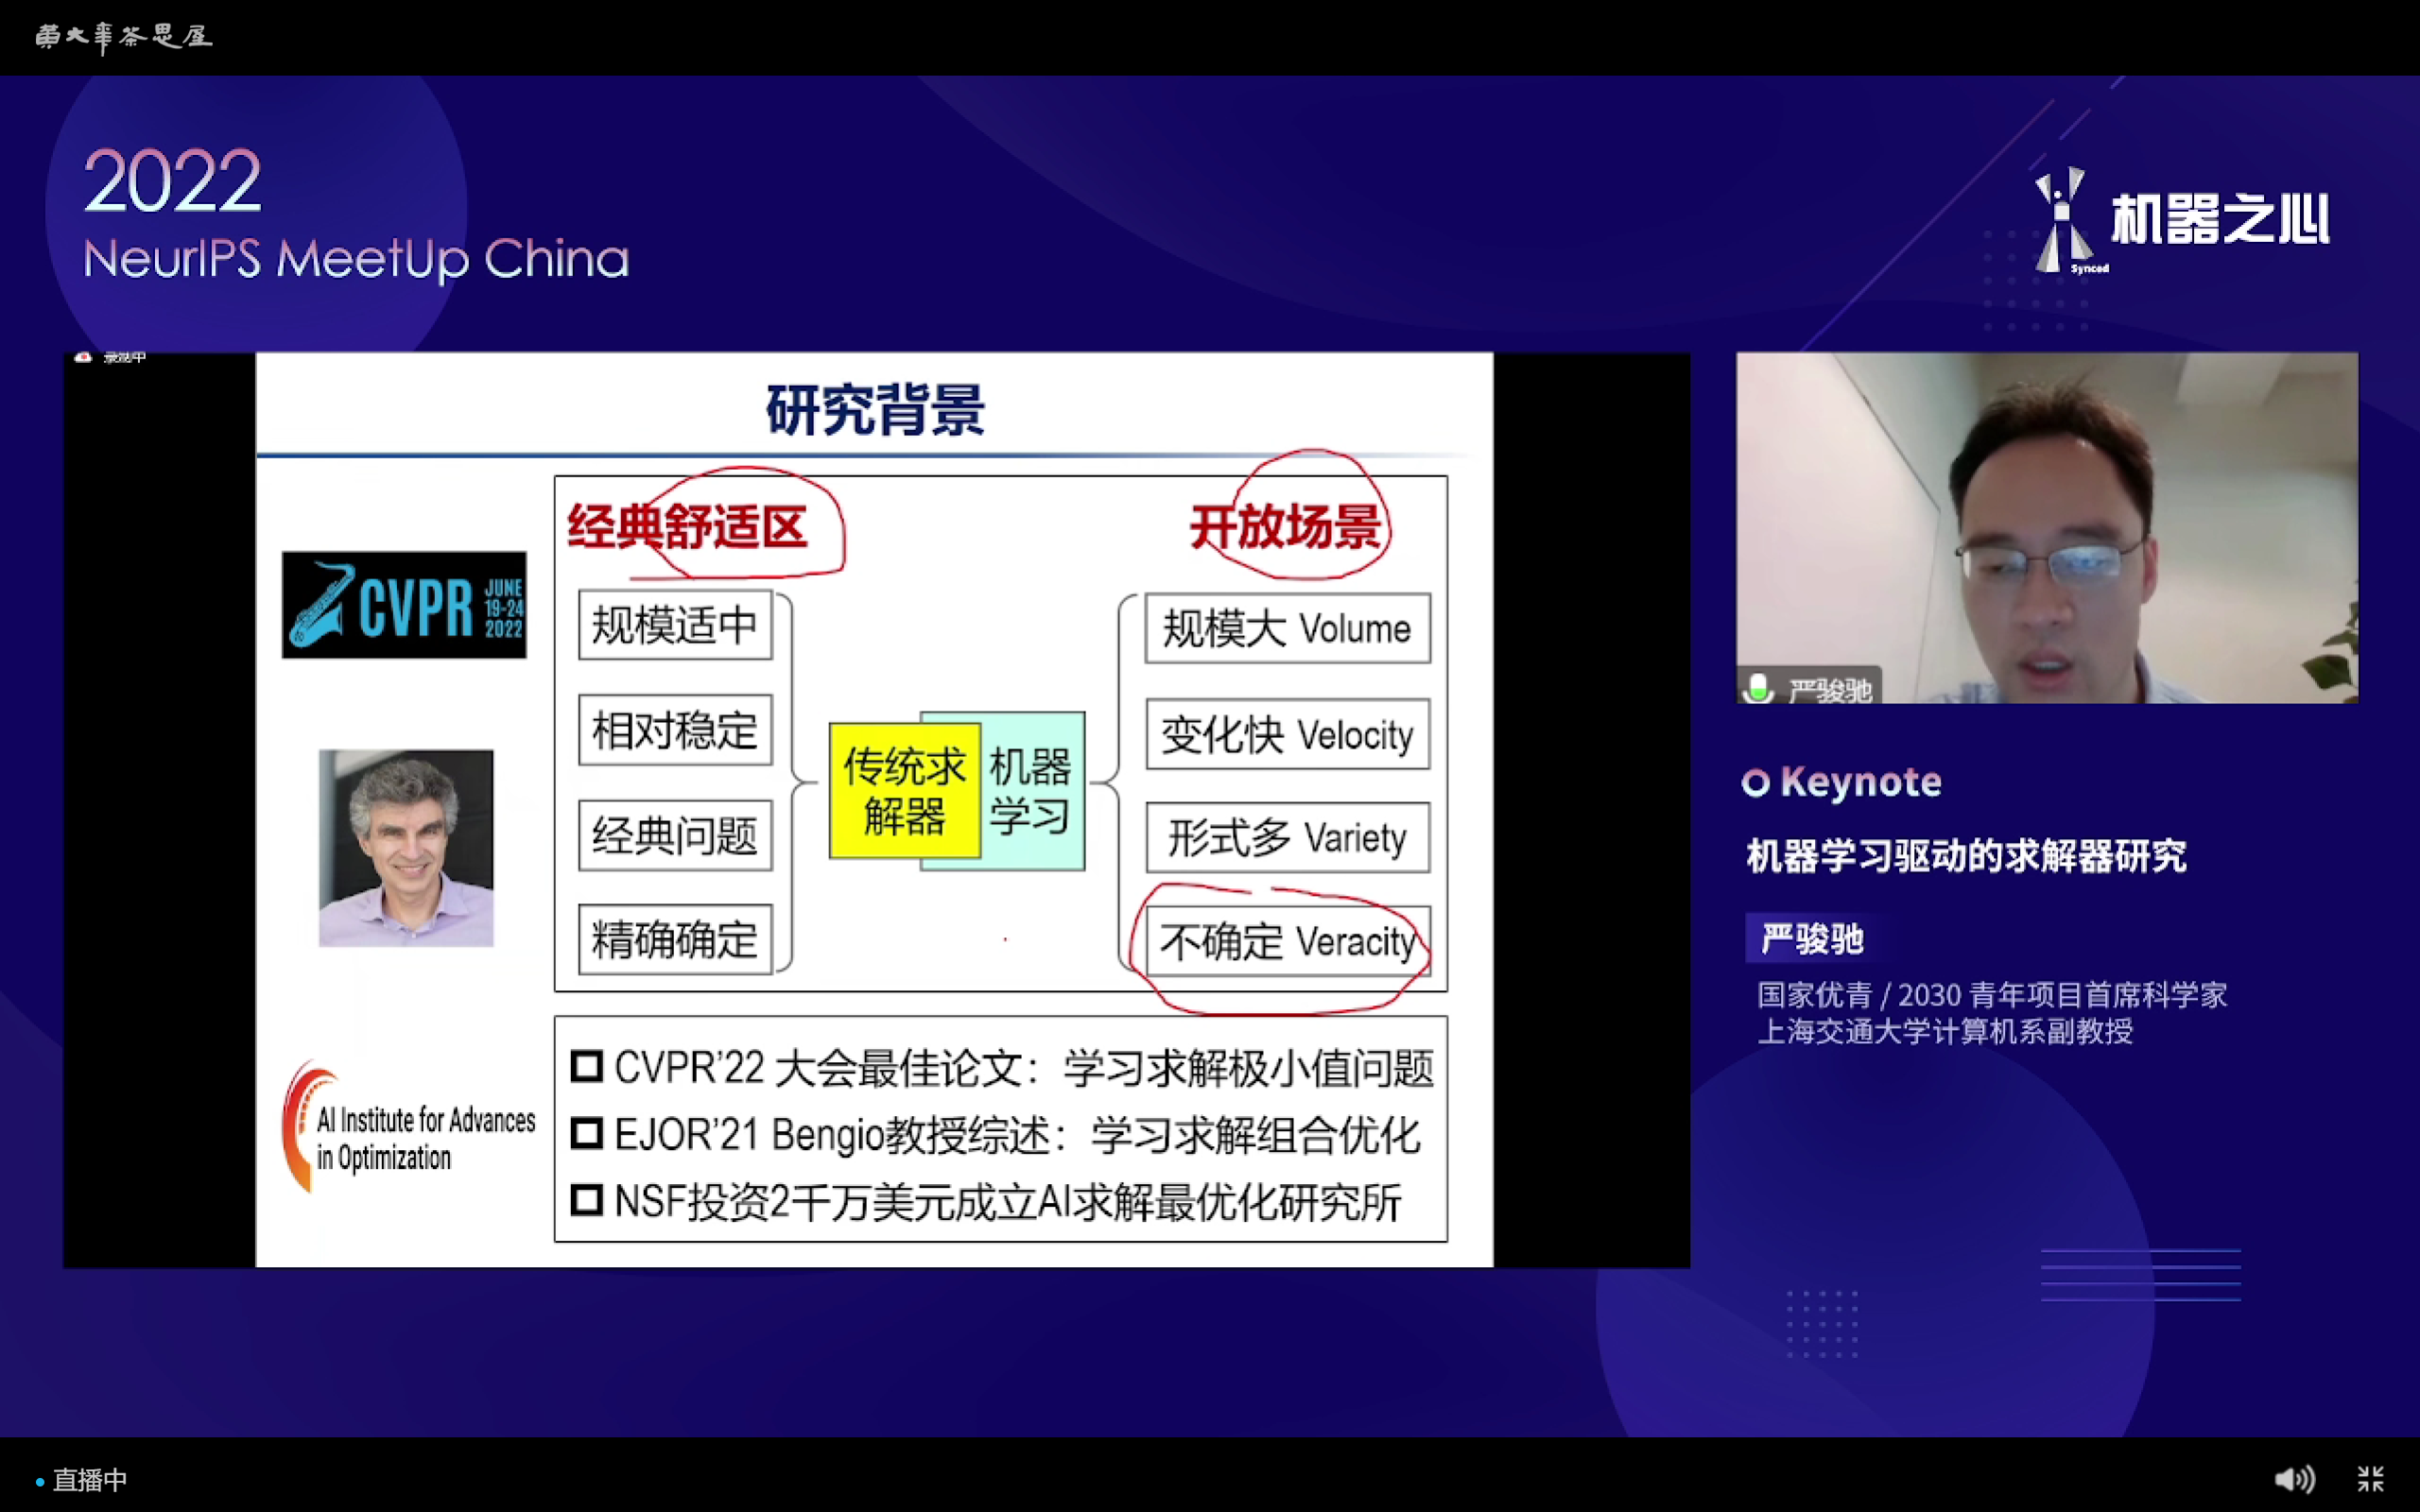 黄大年茶思屋
2022
NeurIPS MeetUp China
机器之心
Synced
录制中
研究背景
经典舒适区
开放场景
CVPR
JUNE
19-24
2022
规模适中
相对稳定
经典问题
精确确定
传统求
解器
机器
学习
规模大 Volume
变化快 Velocity
形式多 Variety
不确定 Veracity
AI Institute for Advances
in Optimization
CVPR’22 大会最佳论文：学习求解极小值问题
EJOR’21 Bengio教授综述：学习求解组合优化
NSF投资2千万美元成立AI求解最优化研究所
严骏驰
Keynote
机器学习驱动的求解器研究
严骏驰
国家优青 / 2030 青年项目首席科学家
上海交通大学计算机系副教授
直播中